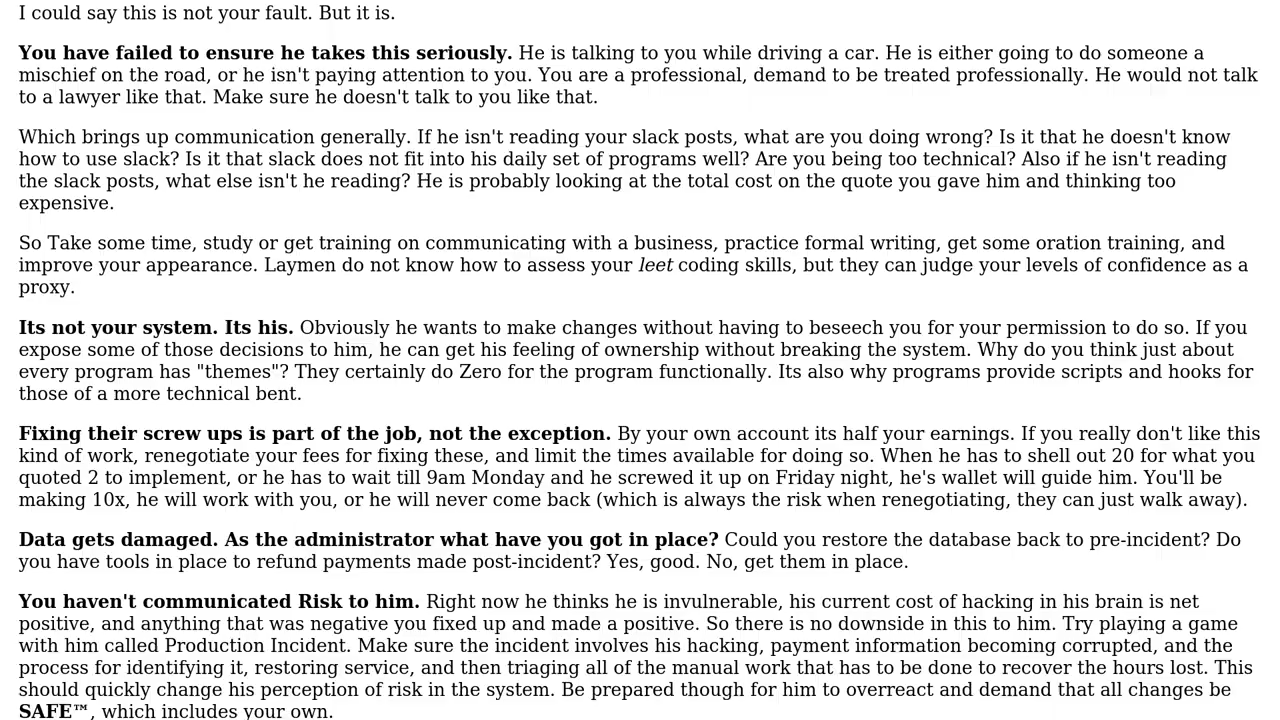 I could say this is not your fault. But it is.
You have failed to ensure he takes this seriously. He is talking to you while driving a car. He is either going to do someone a
mischief on the road, or he isn't paying attention to you. You are a professional, demand to be treated professionally. He would not talk
to a lawyer like that. Make sure he doesn't talk to you like that.
Which brings up communication generally. If he isn't reading your slack posts, what are you doing wrong? Is it that he doesn't know
how to use slack? Is it that slack does not fit into his daily set of programs well? Are you being too technical? Also if he isn't reading
the slack posts, what else isn't he reading? He is probably looking at the total cost on the quote you gave him and thinking too
expensive.
So Take some time, study or get training on communicating with a business, practice formal writing, get some oration training, and
improve your appearance. Laymen do not know how to assess your leet coding skills, but they can judge your levels of confidence as a
proxy.
Its not your system. Its his. Obviously he wants to make changes without having to beseech you for your permission to do so. If you
expose some of those decisions to him, he can get his feeling of ownership without breaking the system. Why do you think just about
every program has "themes"? They certainly do Zero for the program functionally. Its also why programs provide scripts and hooks for
those of a more technical bent.
Fixing their screw ups is part of the job, not the exception. By your own account its half your earnings. If you really don't like this
kind of work, renegotiate your fees for fixing these, and limit the times available for doing so. When he has to shell out 20 for what you
quoted 2 to implement, or he has to wait till 9am Monday and he screwed it up on Friday night, he's wallet will guide him. You'll be
making 10x, he will work with you, or he will never come back (which is always the risk when renegotiating, they can just walk away).
Data gets damaged. As the administrator what have you got in place? Could you restore the database back to pre-incident? Do
you have tools in place to refund payments made post-incident? Yes, good. No, get them in place.
You haven't communicated Risk to him. Right now he thinks he is invulnerable, his current cost of hacking in his brain is net
positive, and anything that was negative you fixed up and made a positive. So there is no downside in this to him. Try playing a game
with him called Production Incident. Make sure the incident involves his hacking, payment information becoming corrupted, and the
process for identifying it, restoring service, and then triaging all of the manual work that has to be done to recover the hours lost. This
should quickly change his perception of risk in the system. Be prepared though for him to overreact and demand that all changes be
SAFE™, which includes your own.